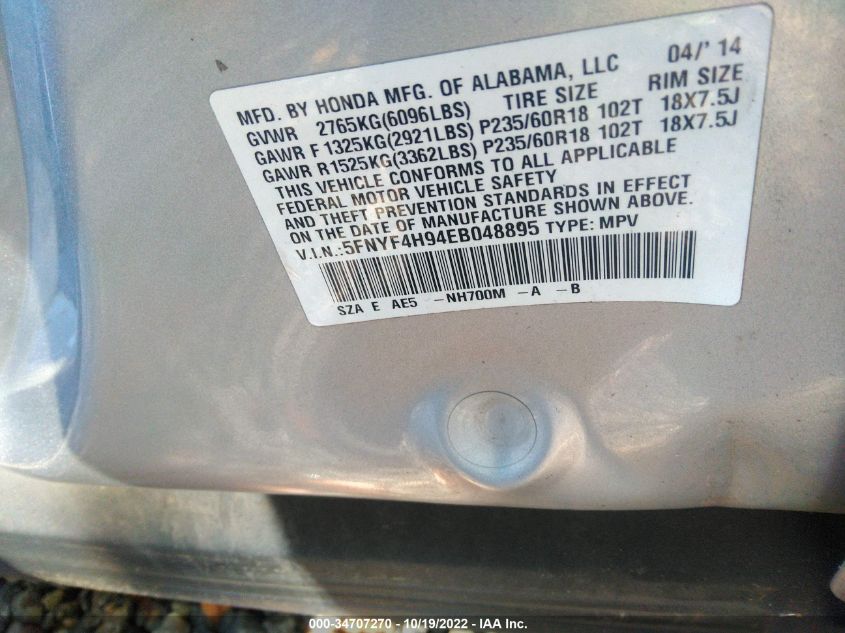 MFD. BY HONDA MFG. OF ALABAMA, LLC 04/' 14
GVWR 2765KG(6096LBS) TIRE SIZE RIM SIZE
GAWR F 1325KG(2921LBS) P235/60R18 102T 18X7.5J
GAWR R1525KG(3362LBS) P235/60R18 102T 18X7.5J
THIS VEHICLE CONFORMS TO ALL APPLICABLE
FEDERAL MOTOR VEHICLE SAFETY
AND THEFT PREVENTION STANDARDS IN EFFECT
ON THE DATE OF MANUFACTURE SHOWN ABOVE.
V.I.N.:5FNYF4H94EB048895 TYPE: MPV
SZA E AE5 -NH700M -A -B
000-34707270 - 10/19/2022 - IAA Inc.